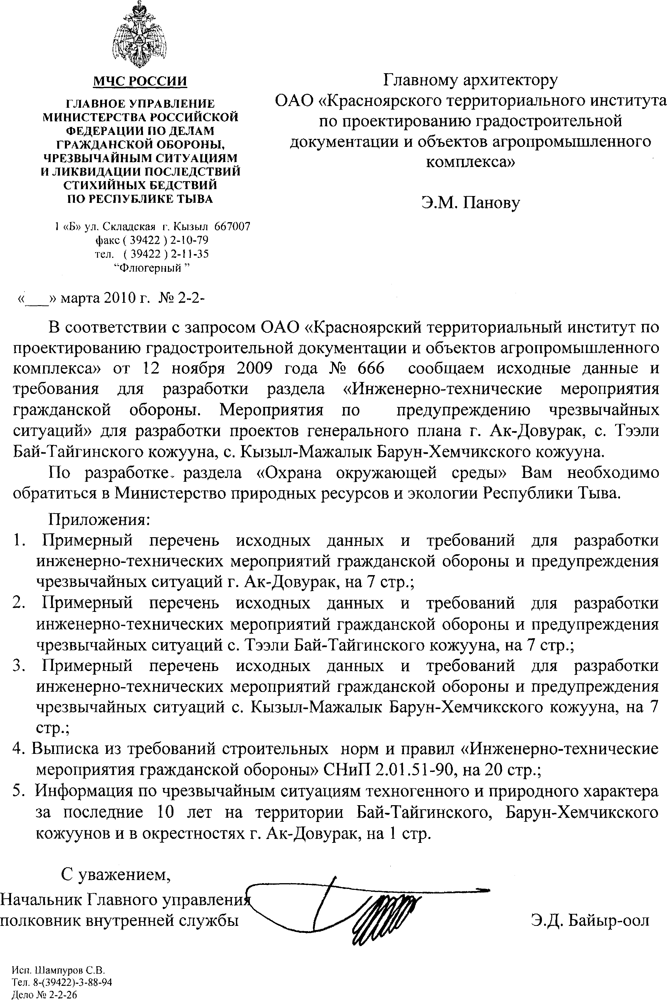 МЧС РОССИИ
ГЛАВНОЕ УПРАВЛЕНИЕ
МИНИСТЕРСТВА РОССИЙСКОЙ
ФЕДЕРАЦИИ ПО ДЕЛАМ
ГРАЖДАНСКОЙ ОБОРОНЫ,
ЧРЕЗВЫЧАЙНЫМ СИТУАЦИЯМ
И ЛИКВИДАЦИИ ПОСЛЕДСТВИЙ
СТИХИЙНЫХ БЕДСТВИЙ
ПО РЕСПУБЛИКЕ ТЫВА
1 «Б» ул. Складская г. Кызыл 667007
факс ( 39422 ) 2-10-79
тел. ( 39422 ) 2-11-35
“Флюгерный ”
«___» марта 2010 г. № 2-2-
Главному архитектору
ОАО «Красноярского территориального института
по проектированию градостроительной
документации и объектов агропромышленного
комплекса»
Э.М. Панову
В соответствии с запросом ОАО «Красноярский территориальный институт по
проектированию градостроительной документации и объектов агропромышленного
комплекса» от 12 ноября 2009 года № 666 сообщаем исходные данные и
требования для разработки раздела «Инженерно-технические мероприятия
гражданской обороны. Мероприятия по предупреждению чрезвычайных
ситуаций» для разработки проектов генерального плана г. Ак-Довурак, с. Тээли
Бай-Тайгинского кожууна, с. Кызыл-Мажалык Барун-Хемчикского кожууна.
По разработке раздела «Охрана окружающей среды» Вам необходимо
обратиться в Министерство природных ресурсов и экологии Республики Тыва.
Приложения:
1. Примерный перечень исходных данных и требований для разработки
инженерно-технических мероприятий гражданской обороны и предупреждения
чрезвычайных ситуаций г. Ак-Довурак, на 7 стр.;
2. Примерный перечень исходных данных и требований для разработки
инженерно-технических мероприятий гражданской обороны и предупреждения
чрезвычайных ситуаций с. Тээли Бай-Тайгинского кожууна, на 7 стр.;
3. Примерный перечень исходных данных и требований для разработки
инженерно-технических мероприятий гражданской обороны и предупреждения
чрезвычайных ситуаций с. Кызыл-Мажалык Барун-Хемчикского кожууна, на 7
стр.;
4. Выписка из требований строительных норм и правил «Инженерно-технические
мероприятия гражданской обороны» СНиП 2.01.51-90, на 20 стр.;
5. Информация по чрезвычайным ситуациям техногенного и природного характера
за последние 10 лет на территории Бай-Тайгинского, Барун-Хемчикского
кожуунов и в окрестностях г. Ак-Довурак, на 1 стр.
С уважением,
Начальник Главного управления
полковник внутренней службы Э.Д. Байыр-оол
Исп. Шампуров С.В.
Тел. 8-(39422)-3-88-94
Дело № 2-2-26